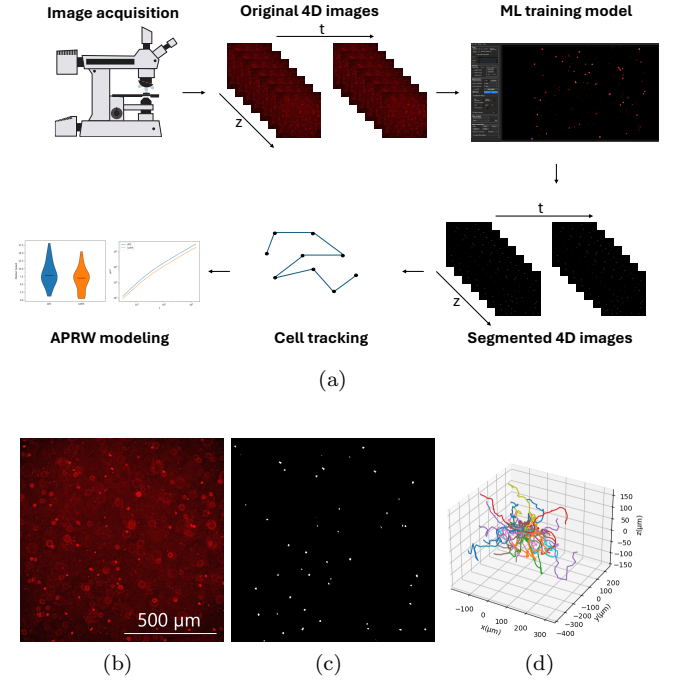 Image acquisition
Original 4D images
ML training model
t
z
t
z
APRW modeling
Cell tracking
Segmented 4D images
(a)
500 µm
150
100
50
0
-50
-100
-150
z(µm)
-100
0
100
200
300
x(µm)
-400
-300
-200
-100
0
100
200
y(µm)
(b)
(c)
(d)